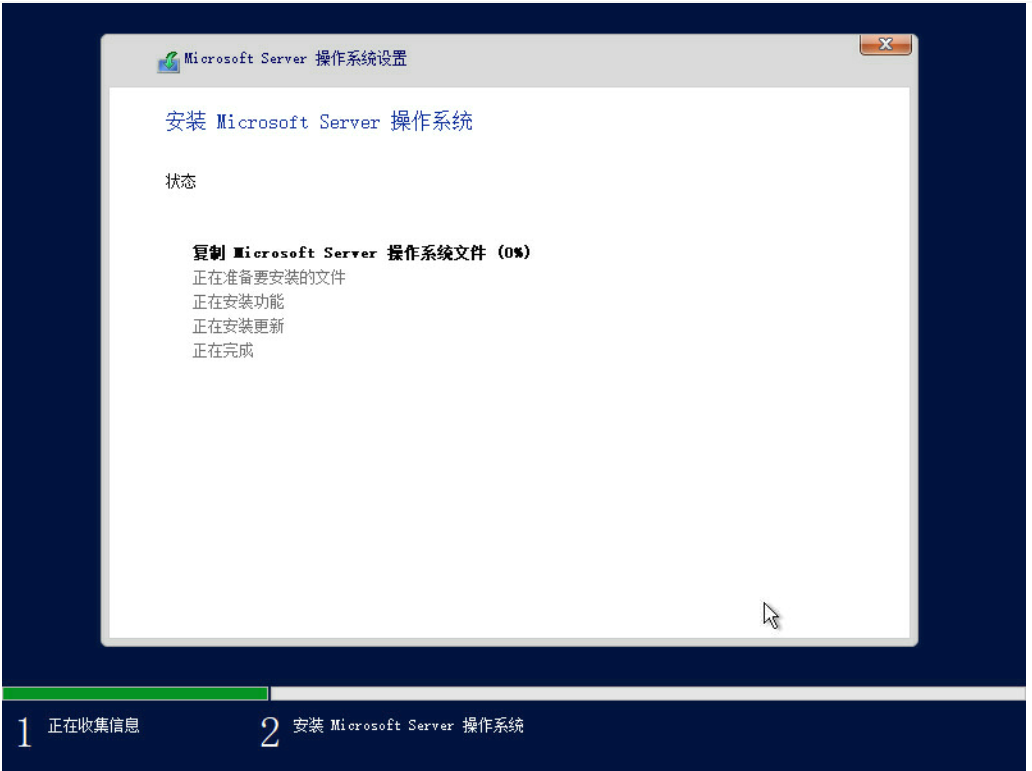 Microsoft Server 操作系统设置
安装 Microsoft Server 操作系统
状态
复制 Microsoft Server 操作系统文件 (0%)
正在准备要安装的文件
正在安装功能
正在安装更新
正在完成
1 正在收集信息
2 安装 Microsoft Server 操作系统